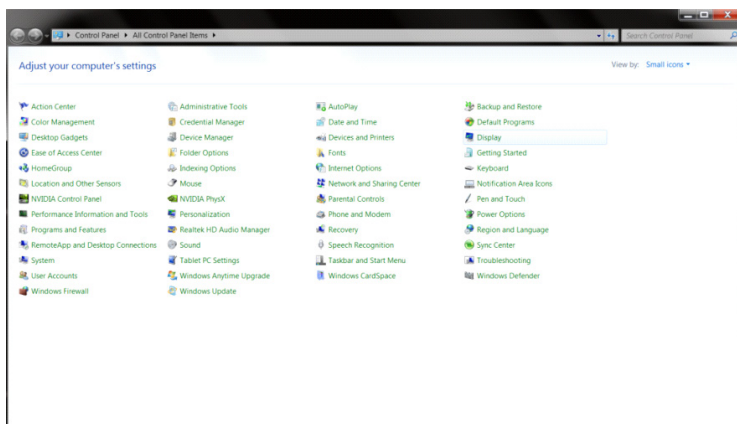 Control Panel ▸ All Control Panel Items ▸
Search Control Panel
Adjust your computer's settings
View by: Small icons
Action Center
Administrative Tools
AutoPlay
Backup and Restore
Color Management
Credential Manager
Date and Time
Default Programs
Desktop Gadgets
Device Manager
Devices and Printers
Display
Ease of Access Center
Folder Options
Fonts
Getting Started
HomeGroup
Indexing Options
Internet Options
Keyboard
Location and Other Sensors
Mouse
Network and Sharing Center
Notification Area Icons
NVIDIA Control Panel
NVIDIA PhysX
Parental Controls
Pen and Touch
Performance Information and Tools
Personalization
Phone and Modem
Power Options
Programs and Features
Realtek HD Audio Manager
Recovery
Region and Language
RemoteApp and Desktop Connections
Sound
Speech Recognition
Sync Center
System
Tablet PC Settings
Taskbar and Start Menu
Troubleshooting
User Accounts
Windows Anytime Upgrade
Windows CardSpace
Windows Defender
Windows Firewall
Windows Update